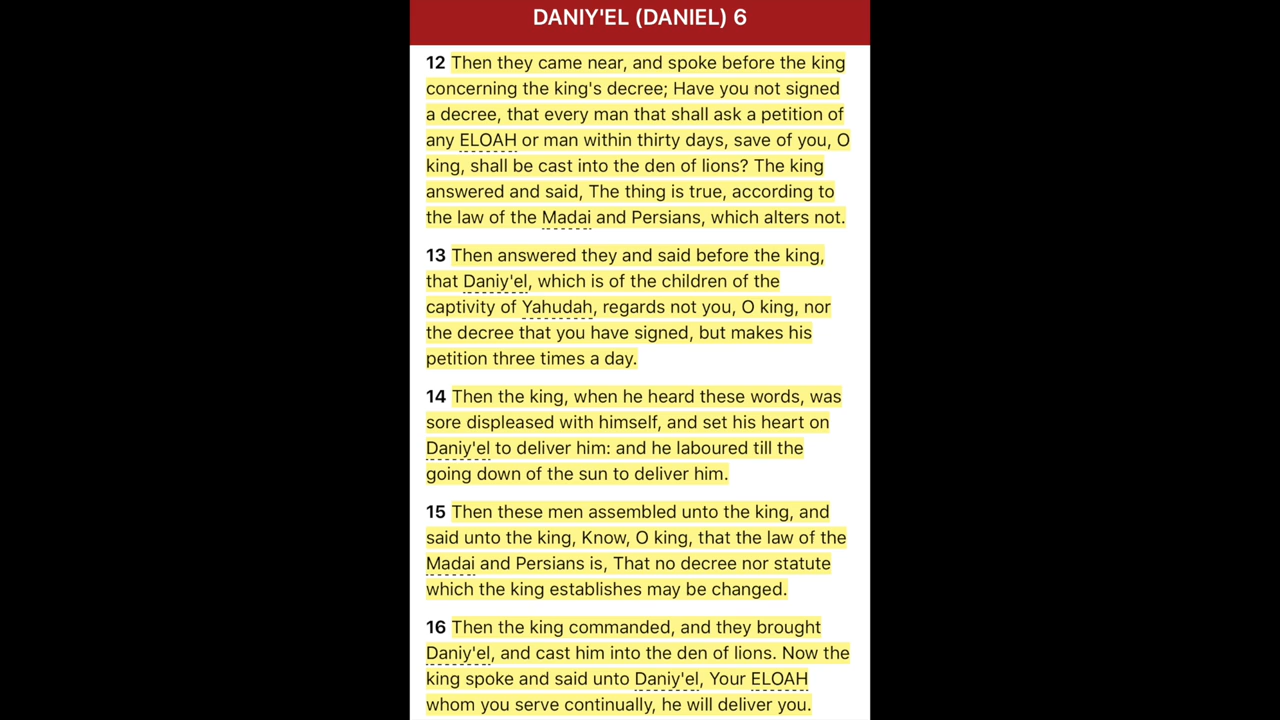 DANIY'EL (DANIEL) 6
12 Then they came near, and spoke before the king
concerning the king's decree; Have you not signed
a decree, that every man that shall ask a petition of
any ELOAH or man within thirty days, save of you, O
king, shall be cast into the den of lions? The king
answered and said, The thing is true, according to
the law of the Madai and Persians, which alters not.
13 Then answered they and said before the king,
that Daniy'el, which is of the children of the
captivity of Yahudah, regards not you, O king, nor
the decree that you have signed, but makes his
petition three times a day.
14 Then the king, when he heard these words, was
sore displeased with himself, and set his heart on
Daniy'el to deliver him: and he laboured till the
going down of the sun to deliver him.
15 Then these men assembled unto the king, and
said unto the king, Know, O king, that the law of the
Madai and Persians is, That no decree nor statute
which the king establishes may be changed.
16 Then the king commanded, and they brought
Daniy'el, and cast him into the den of lions. Now the
king spoke and said unto Daniy'el, Your ELOAH
whom you serve continually, he will deliver you.